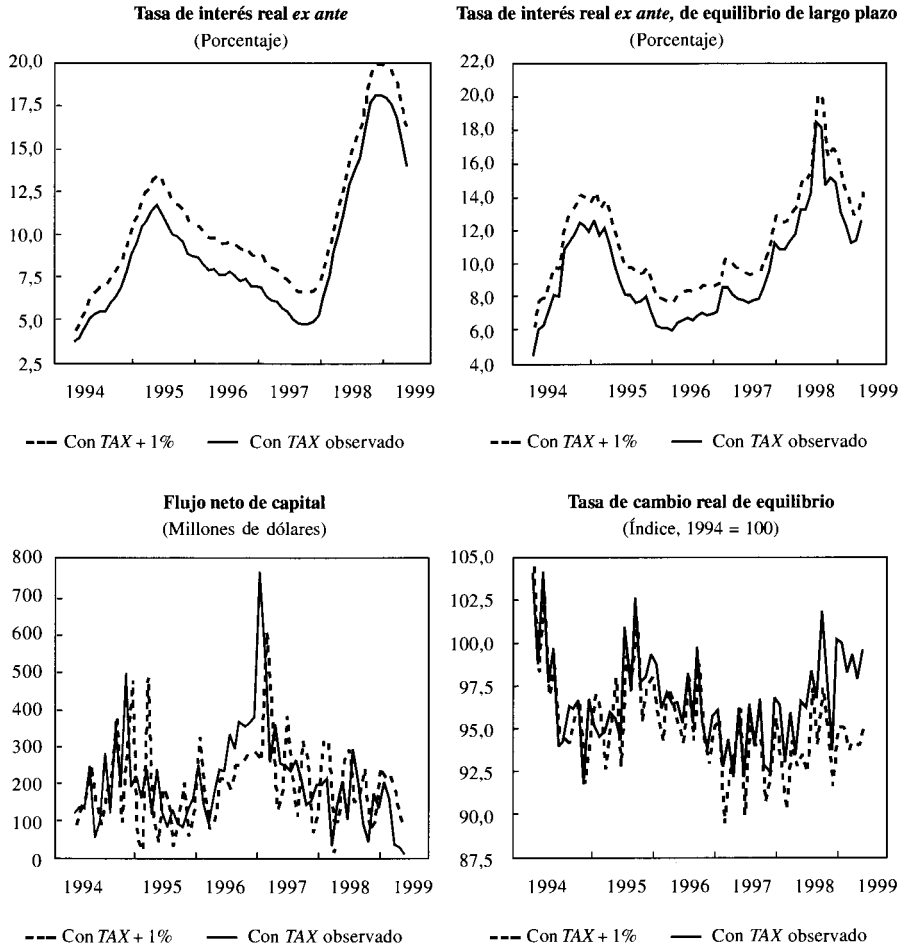 Tasa de interés real ex ante
(Porcentaje)
20,0
17,5
15,0
12,5
10,0
7,5
5,0
2,5
1994 1995 1996 1997 1998 1999
Con TAX + 1% Con TAX observado
Tasa de interés real ex ante, de equilibrio de largo plazo
(Porcentaje)
22,0
20,0
18,0
16,0
14,0
12,0
10,0
8,0
6,0
4,0
1994 1995 1996 1997 1998 1999
Con TAX + 1% Con TAX observado
Flujo neto de capital
(Millones de dólares)
800
700
600
500
400
300
200
100
0
1994 1995 1996 1997 1998 1999
Con TAX + 1% Con TAX observado
Tasa de cambio real de equilibrio
(Índice, 1994 = 100)
105,0
102,5
100,0
97,5
95,0
92,5
90,0
87,5
1994 1995 1996 1997 1998 1999
Con TAX + 1% Con TAX observado